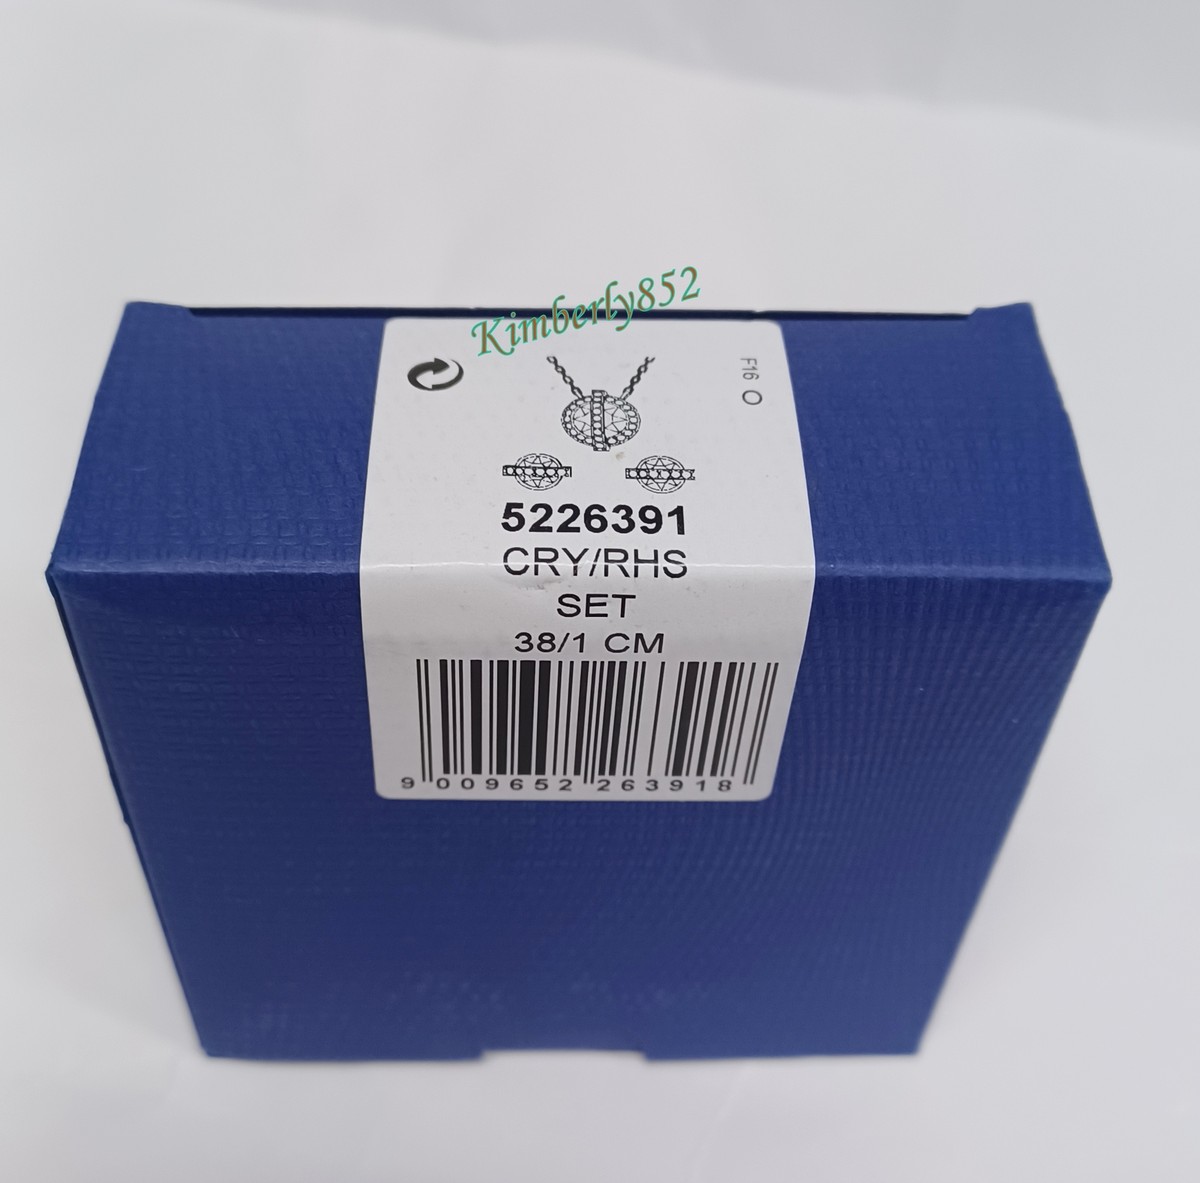 Kimberly852
F16 O
5226391
CRY/RHS
SET
38/1 CM
9 009652 263918